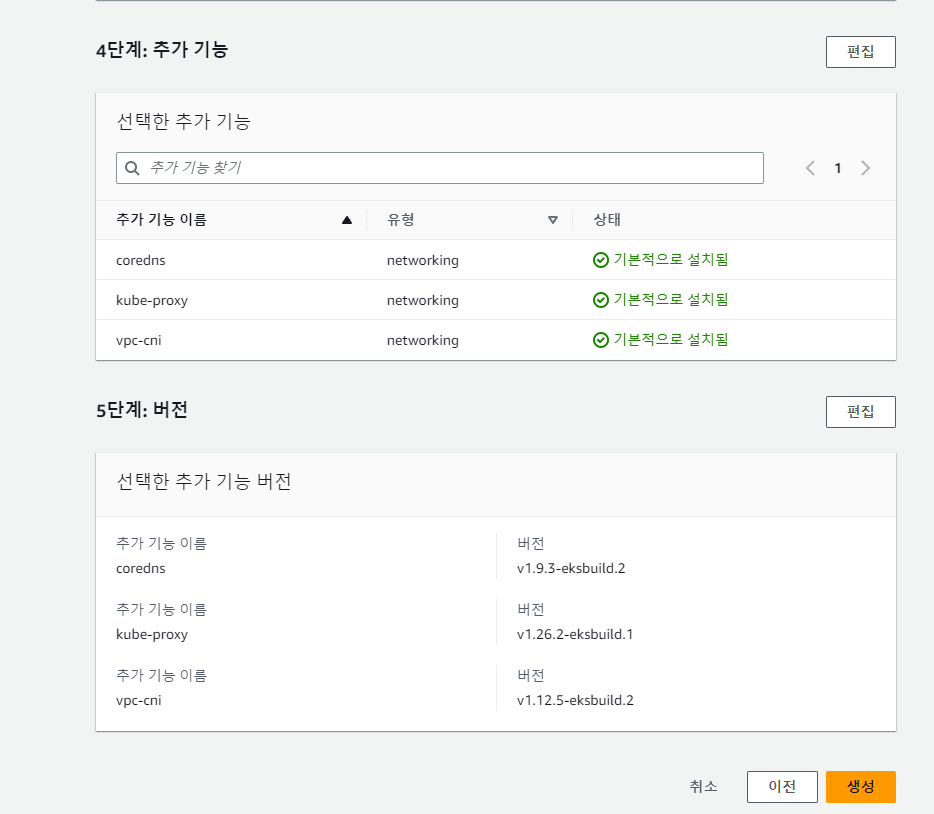 4단계: 추가 기능
편집
선택한 추가 기능
추가 기능 찾기
1
추가 기능 이름 유형 상태
coredns networking 기본적으로 설치됨
kube-proxy networking 기본적으로 설치됨
vpc-cni networking 기본적으로 설치됨
5단계: 버전
편집
선택한 추가 기능 버전
추가 기능 이름 버전
coredns v1.9.3-eksbuild.2
추가 기능 이름 버전
kube-proxy v1.26.2-eksbuild.1
추가 기능 이름 버전
vpc-cni v1.12.5-eksbuild.2
취소 이전 생성